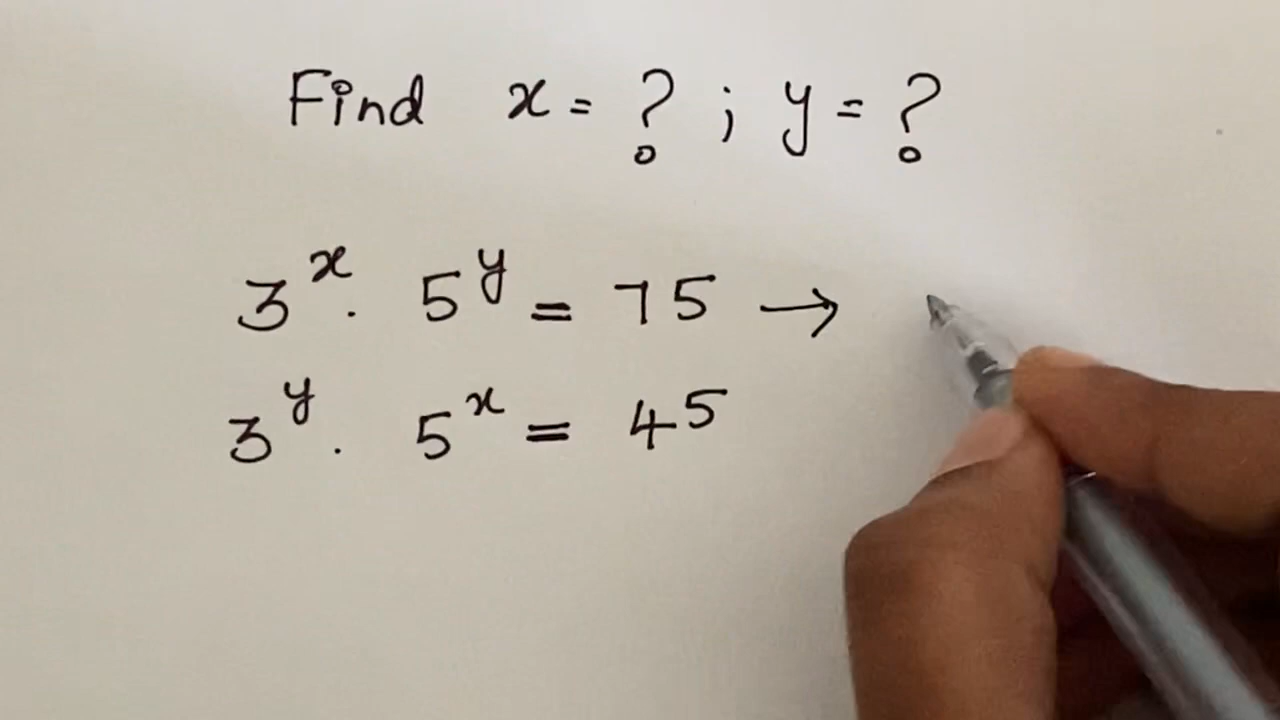 Find x = ? ; y = ?
3^x . 5^y = 75 →
3^y . 5^x = 45